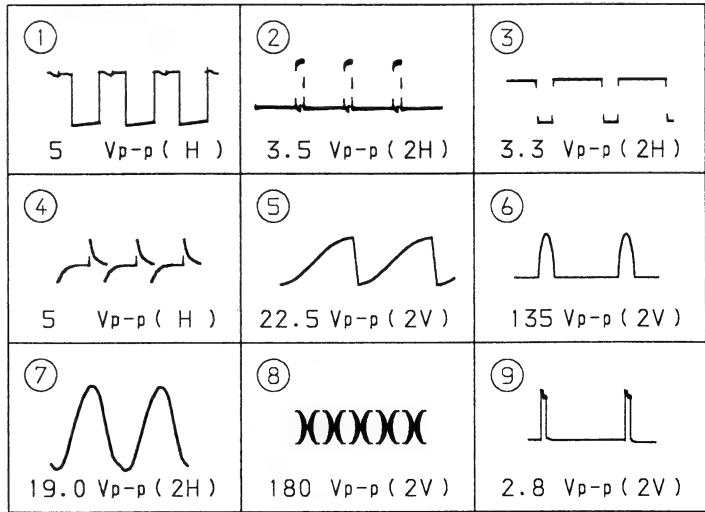 ① ② ③
5 Vp-p ( H ) 3.5 Vp-p (2H) 3.3 Vp-p (2H)
④ ⑤ ⑥
5 Vp-p ( H ) 22.5 Vp-p (2V) 135 Vp-p (2V)
⑦ ⑧ ⑨
19.0 Vp-p (2H) 180 Vp-p (2V) 2.8 Vp-p (2V)